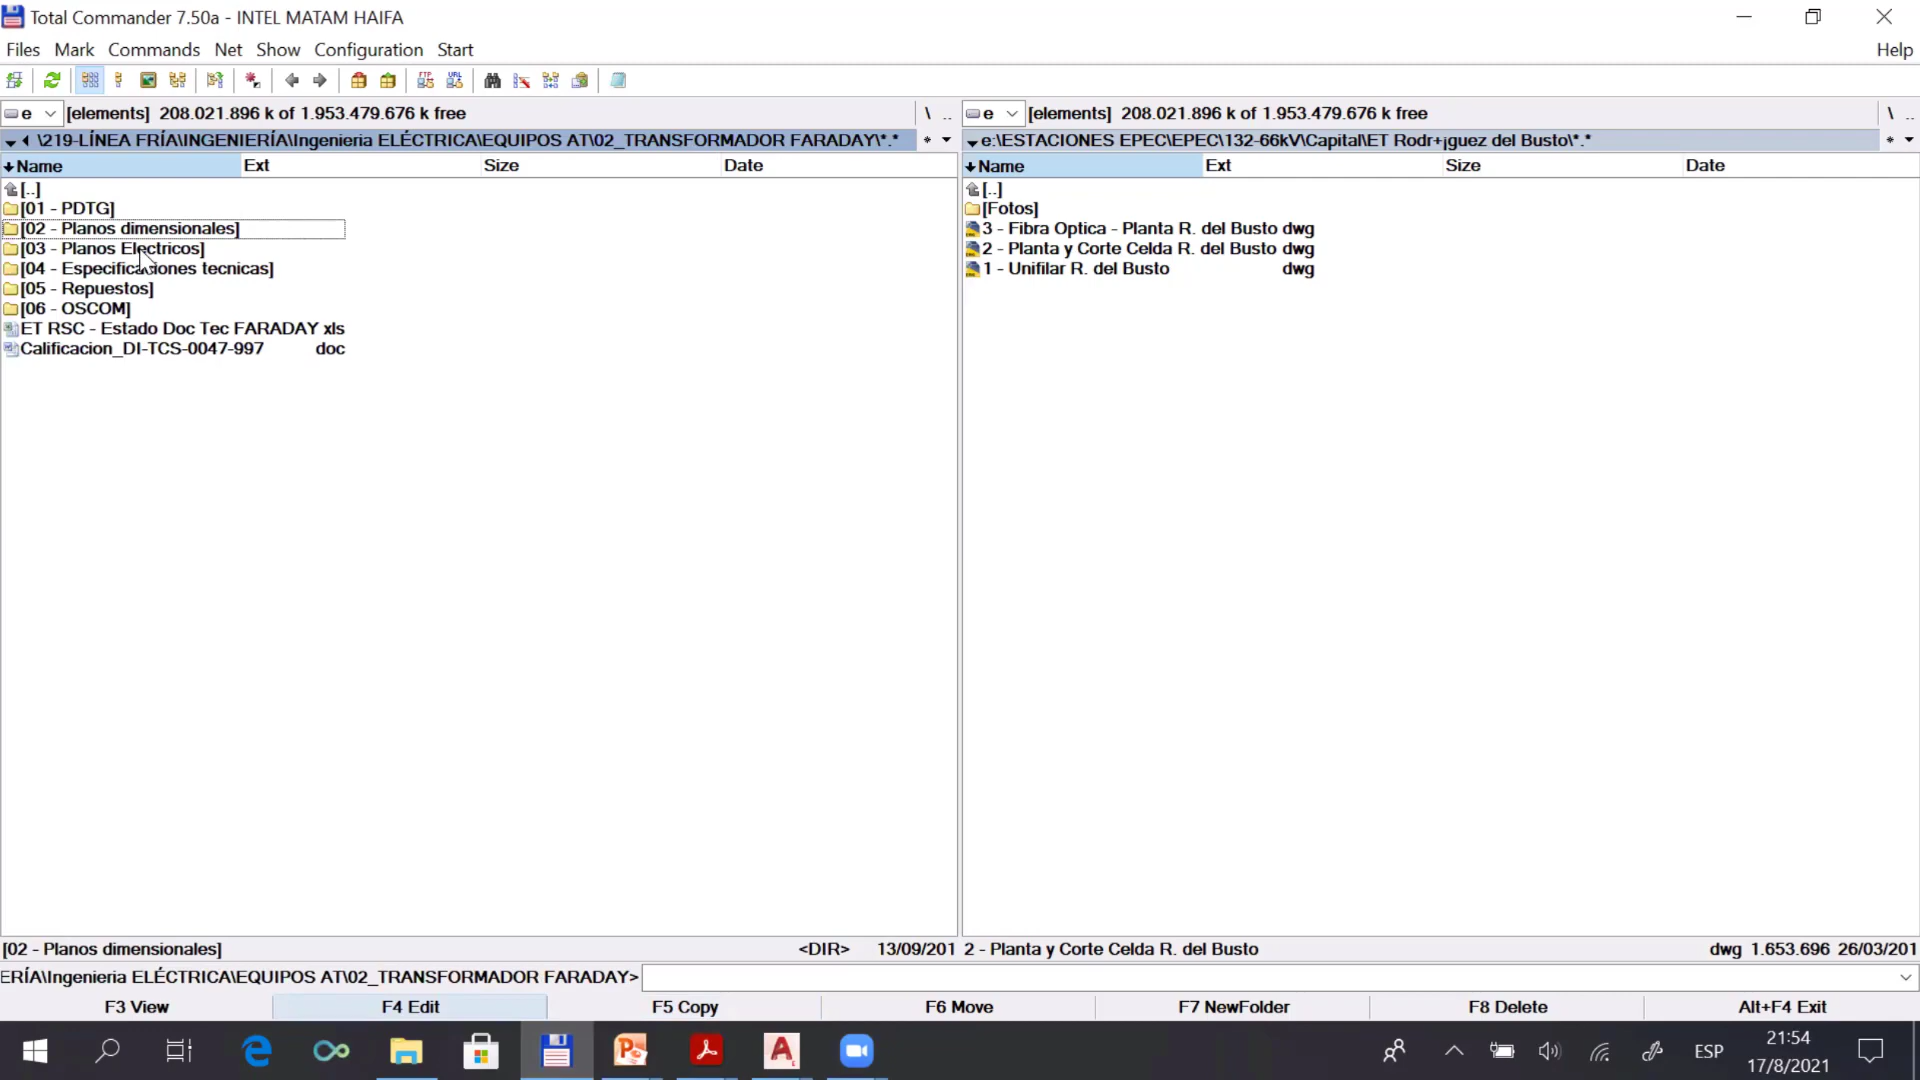 Total Commander 7.50a - INTEL MATAM HAIFA
Files Mark Commands Net Show Configuration Start Help
FTP URL
e [elements] 208.021.896 k of 1.953.479.676 k free \ ..
e [elements] 208.021.896 k of 1.953.479.676 k free \ ..
\219-LÍNEA FRÍA\INGENIERÍA\Ingenieria ELÉCTRICA\EQUIPOS AT\02_TRANSFORMADOR FARADAY\*.* *
e:\ESTACIONES EPEC\EPEC\132-66kV\Capital\ET Rodr+¡guez del Busto\*.* *
Name Ext Size Date
[..]
[01 - PDTG]
[02 - Planos dimensionales]
[03 - Planos Electricos]
[04 - Especificaciones tecnicas]
[05 - Repuestos]
[06 - OSCOM]
ET RSC - Estado Doc Tec FARADAY xls
Calificacion_DI-TCS-0047-997 doc
Name Ext Size Date
[..]
[Fotos]
3 - Fibra Optica - Planta R. del Busto dwg
2 - Planta y Corte Celda R. del Busto dwg
1 - Unifilar R. del Busto dwg
[02 - Planos dimensionales] <DIR> 13/09/201
2 - Planta y Corte Celda R. del Busto dwg 1.653.696 26/03/201
ERÍA\Ingenieria ELÉCTRICA\EQUIPOS AT\02_TRANSFORMADOR FARADAY>
F3 View F4 Edit F5 Copy F6 Move F7 NewFolder F8 Delete Alt+F4 Exit
ESP
21:54
17/8/2021